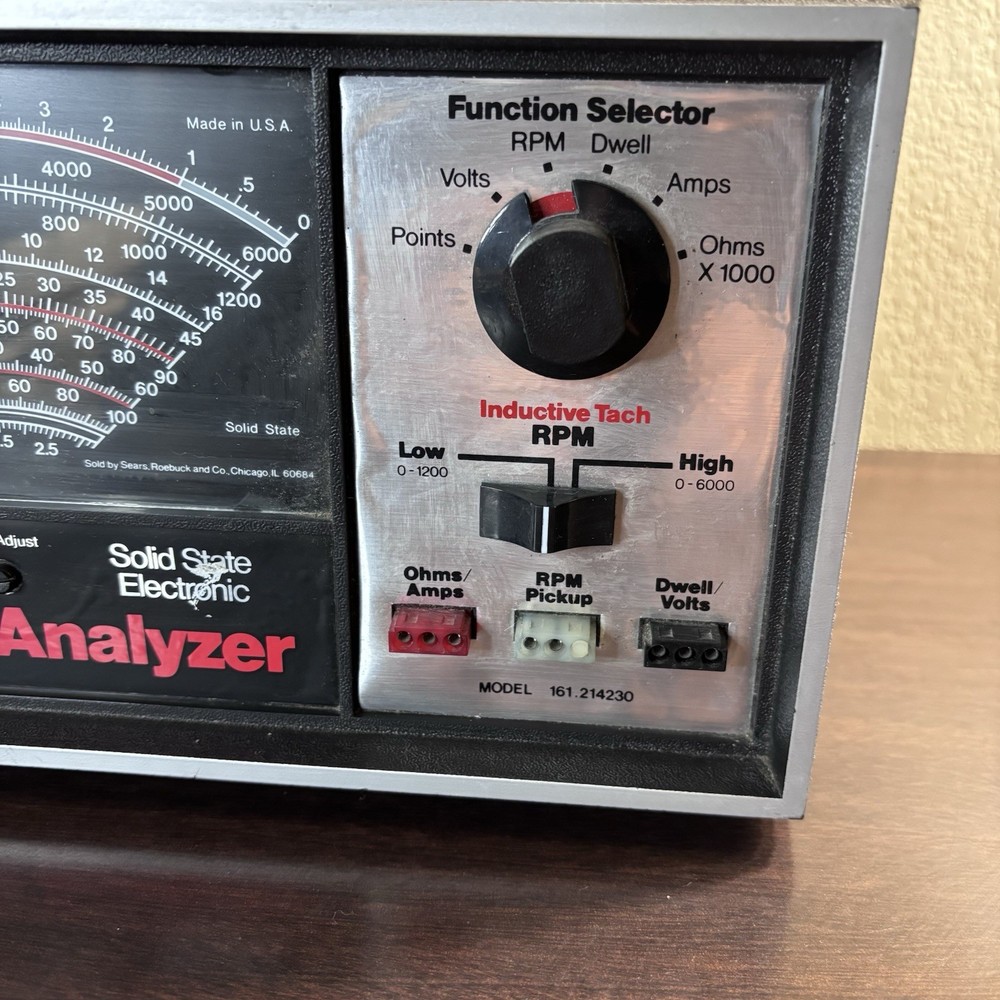 3 2 1 .5 0
4000 5000 6000
800 1000 1200
10 12 14 16
25 30 35 40 45
50 60 70 80 90
40 50 60
60 80 100
.5 2.5
Made in U.S.A.
Solid State
Sold by Sears, Roebuck and Co., Chicago, IL 60684
Adjust
Solid State
Electronic
Analyzer
Function Selector
RPM Dwell
Volts Amps
Points Ohms
X 1000
Inductive Tach
RPM
Low High
0-1200 0-6000
Ohms/
Amps
RPM
Pickup
Dwell/
Volts
MODEL 161.214230